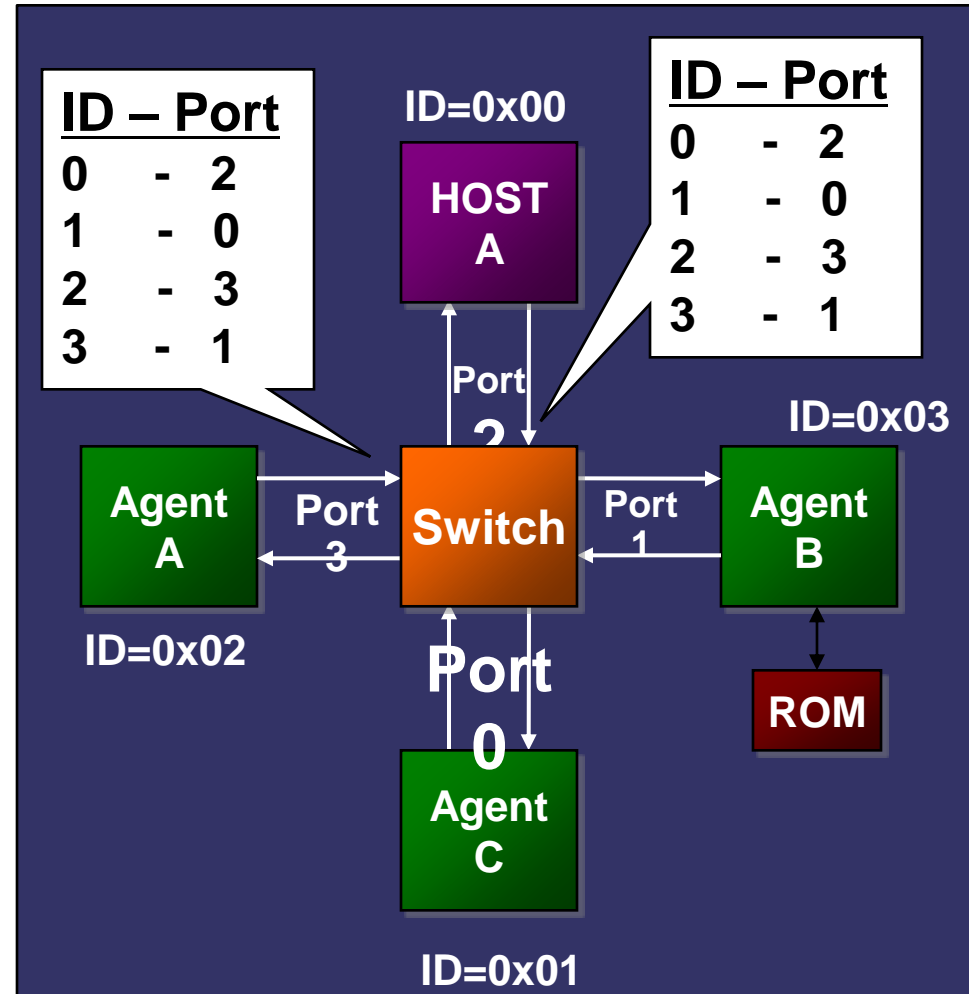 ID – Port
0 - 2
1 - 0
2 - 3
3 - 1
ID=0x00
HOST
A
ID – Port
0 - 2
1 - 0
2 - 3
3 - 1
Port
2
ID=0x03
Agent
A
Port
3
Switch
Port
1
Agent
B
ID=0x02
Port
0
ROM
Agent
C
ID=0x01